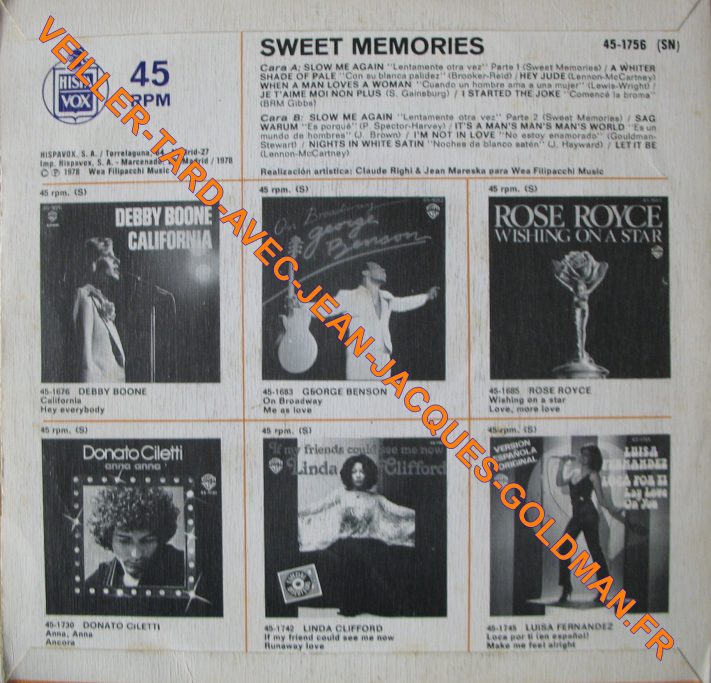 SWEET MEMORIES 45-1756 (SN)
HISPA VOX
45
RPM
Cara A: SLOW ME AGAIN "Lentamente otra vez" Parte 1 (Sweet Memories) / A WHITER
SHADE OF PALE "Con su blanca palidez" (Brooker-Reid) / HEY JUDE (Lennon-McCartney)
WHEN A MAN LOVES A WOMAN "Cuando un hombre ama a una mujer" (Lewis-Wright) /
JE T'AIME MOI NON PLUS (S. Gainsburg) / I STARTED THE JOKE "Comencé la broma"
(BRM Gibbs)
Cara B: SLOW ME AGAIN "Lentamente otra vez" Parte 2 (Sweet Memories) / SAG
WARUM "Es porqué" (P. Spector-Harvey) / IT'S A MAN'S MAN'S MAN'S WORLD "Es un
mundo de hombres" (J. Brown) / I'M NOT IN LOVE "No estoy enamorado" (Gouldman-
Stewart) / NIGHTS IN WHITE SATIN "Noches de blanco satén" (J. Hayward) / LET IT BE
(Lennon-McCartney)
Realización artística: Claude Righi & Jean Mareska para Wea Filipacchi Music
HISPAVOX, S. A. / Torrelaguna, 64 - Madrid-27
Imp. Hispavox, S. A. - Marcenado, Madrid / 1978
© ℗ 1978 Wea Filipacchi Music
45 rpm. (S)
DEBBY BOONE
CALIFORNIA
45-1676 DEBBY BOONE
California
Hey everybody
45 rpm. (S)
On Broadway
george
Benson
45-1683 GEORGE BENSON
On Broadway
Me as love
45 rpm. (S)
ROSE ROYCE
WISHING ON A STAR
45-1685 ROSE ROYCE
Wishing on a star
Love, more love
45 rpm. (S)
Donato Ciletti
anna anna
45-1730 DONATO CILETTI
Anna, Anna
Ancora
45 rpm. (S)
If my friends could see me now
Linda Clifford
45-1742 LINDA CLIFFORD
If my friend could see me now
Runaway love
45 rpm. (S)
VERSION
ESPAÑOLA
ORIGINAL
LUISA
FERNANDEZ
LOCA POR TI
Lay Love
On You
45-1745 LUISA FERNANDEZ
Loca por ti (en español)
Make me feel alright
VEILLER-TARD-AVEC-JEAN-JACQUES-GOLDMAN.FR